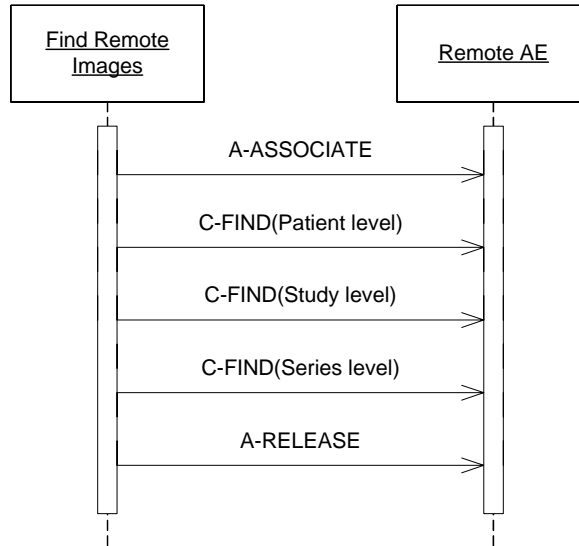 Find Remote
Images
Remote AE
A-ASSOCIATE
C-FIND(Patient level)
C-FIND(Study level)
C-FIND(Series level)
A-RELEASE